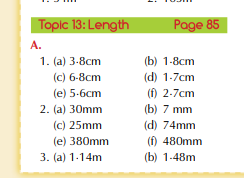 Topic 13: Length Page 85
A.
1. (a) 3·8cm (b) 1·8cm
(c) 6·8cm (d) 1·7cm
(e) 5·6cm (f) 2·7cm
2. (a) 30mm (b) 7 mm
(c) 25mm (d) 74mm
(e) 380mm (f) 480mm
3. (a) 1·14m (b) 1·48m